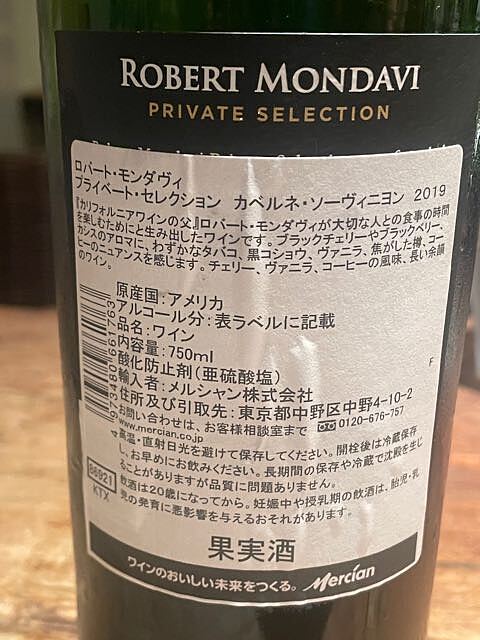 ROBERT MONDAVI
PRIVATE SELECTION
ロバート・モンダヴィ
プライベート・セレクション　カベルネ・ソーヴィニヨン　2019
『カリフォルニアワインの父』ロバート・モンダヴィが大切な人との食事の時間
を楽しむためにと生み出したワインです。ブラックチェリーやブラックベリー、
カシスのアロマに、わずかなタバコ、黒コショウ、ヴァニラ、焦がした樽、コー
ヒーのニュアンスを感じます。チェリー、ヴァニラ、コーヒーの風味、長い余韻
のワイン。
原産国：アメリカ
アルコール分：表ラベルに記載
品名：ワイン
内容量：750ml
酸化防止剤（亜硫酸塩）
輸入者：メルシャン株式会社
住所及び引取先：東京都中野区中野4-10-2
お問い合わせは、お客様相談室まで 0120-676-757
www.mercian.co.jp
高温・直射日光を避けて保存してください。開栓後は冷蔵保存
し、お早めにお飲みください。長期間の保存や冷蔵で沈殿を生じ
ることがありますが品質に問題ありません。
飲酒は20歳になってから。妊娠中や授乳期の飲酒は、胎児・乳
児の発育に悪影響を与えるおそれがあります。
4973480667763
86921
KTX
F
果実酒
ワインのおいしい未来をつくる。 Mercian